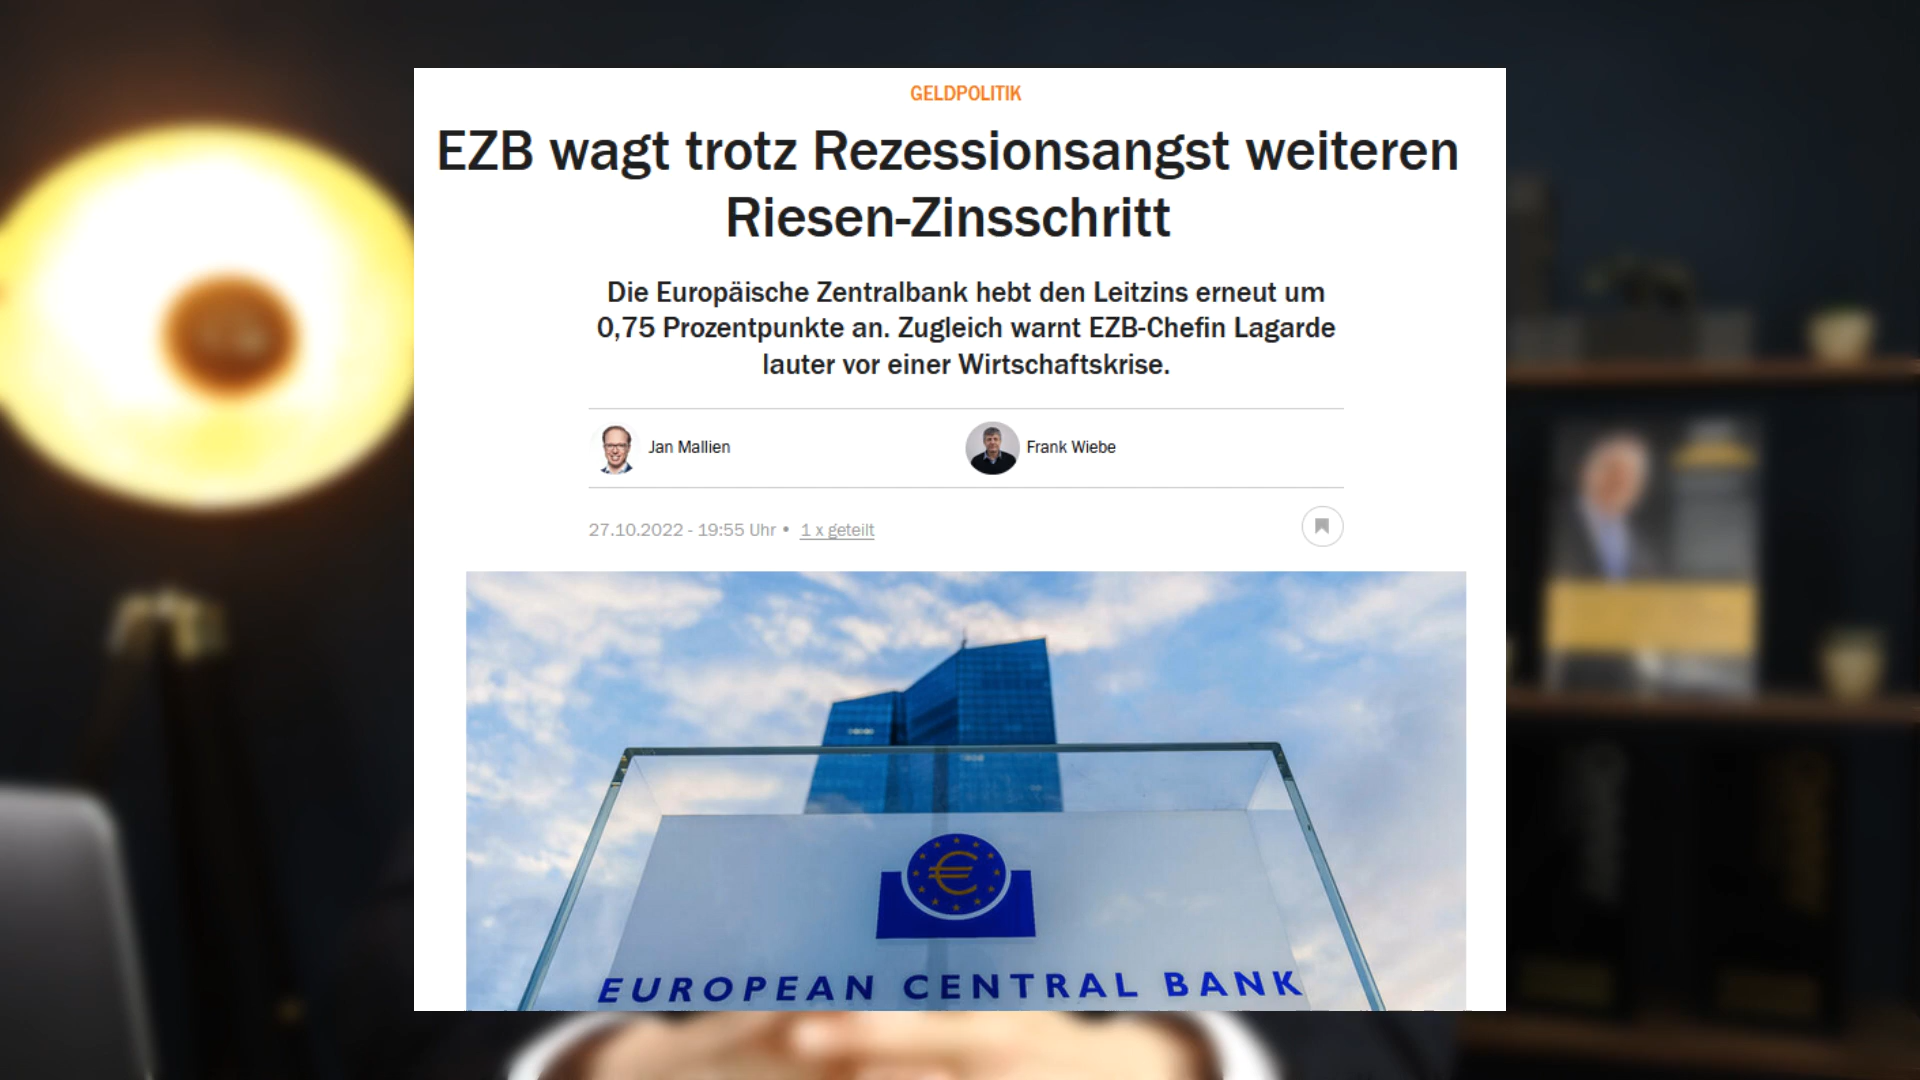 GELDPOLITIK
EZB wagt trotz Rezessionsangst weiteren
Riesen-Zinsschritt
Die Europäische Zentralbank hebt den Leitzins erneut um
0,75 Prozentpunkte an. Zugleich warnt EZB-Chefin Lagarde
lauter vor einer Wirtschaftskrise.
Jan Mallien
Frank Wiebe
27.10.2022 - 19:55 Uhr • 1 x geteilt
EUROPEAN CENTRAL BANK